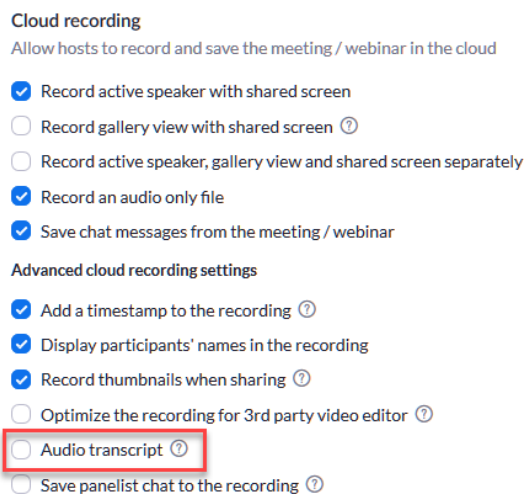 Cloud recording
Allow hosts to record and save the meeting / webinar in the cloud
Record active speaker with shared screen
Record gallery view with shared screen ?
Record active speaker, gallery view and shared screen separately
Record an audio only file
Save chat messages from the meeting / webinar
Advanced cloud recording settings
Add a timestamp to the recording ?
Display participants' names in the recording
Record thumbnails when sharing ?
Optimize the recording for 3rd party video editor ?
Audio transcript ?
Save panelist chat to the recording ?